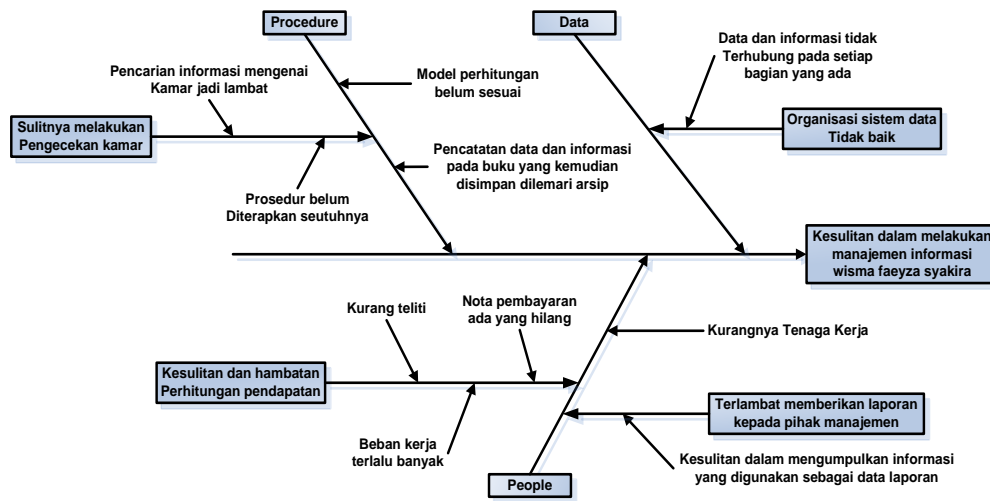 Procedure
Data
Pencarian informasi mengenai
Kamar jadi lambat
Model perhitungan
belum sesuai
Data dan informasi tidak
Terhubung pada setiap
bagian yang ada
Sulitnya melakukan
Pengecekan kamar
Organisasi sistem data
Tidak baik
Prosedur belum
Diterapkan seutuhnya
Pencatatan data dan informasi
pada buku yang kemudian
disimpan dilemari arsip
Kesulitan dalam melakukan
manajemen informasi
wisma faeyza syakira
Kurang teliti
Nota pembayaran
ada yang hilang
Kurangnya Tenaga Kerja
Kesulitan dan hambatan
Perhitungan pendapatan
Terlambat memberikan laporan
kepada pihak manajemen
Beban kerja
terlalu banyak
Kesulitan dalam mengumpulkan informasi
yang digunakan sebagai data laporan
People